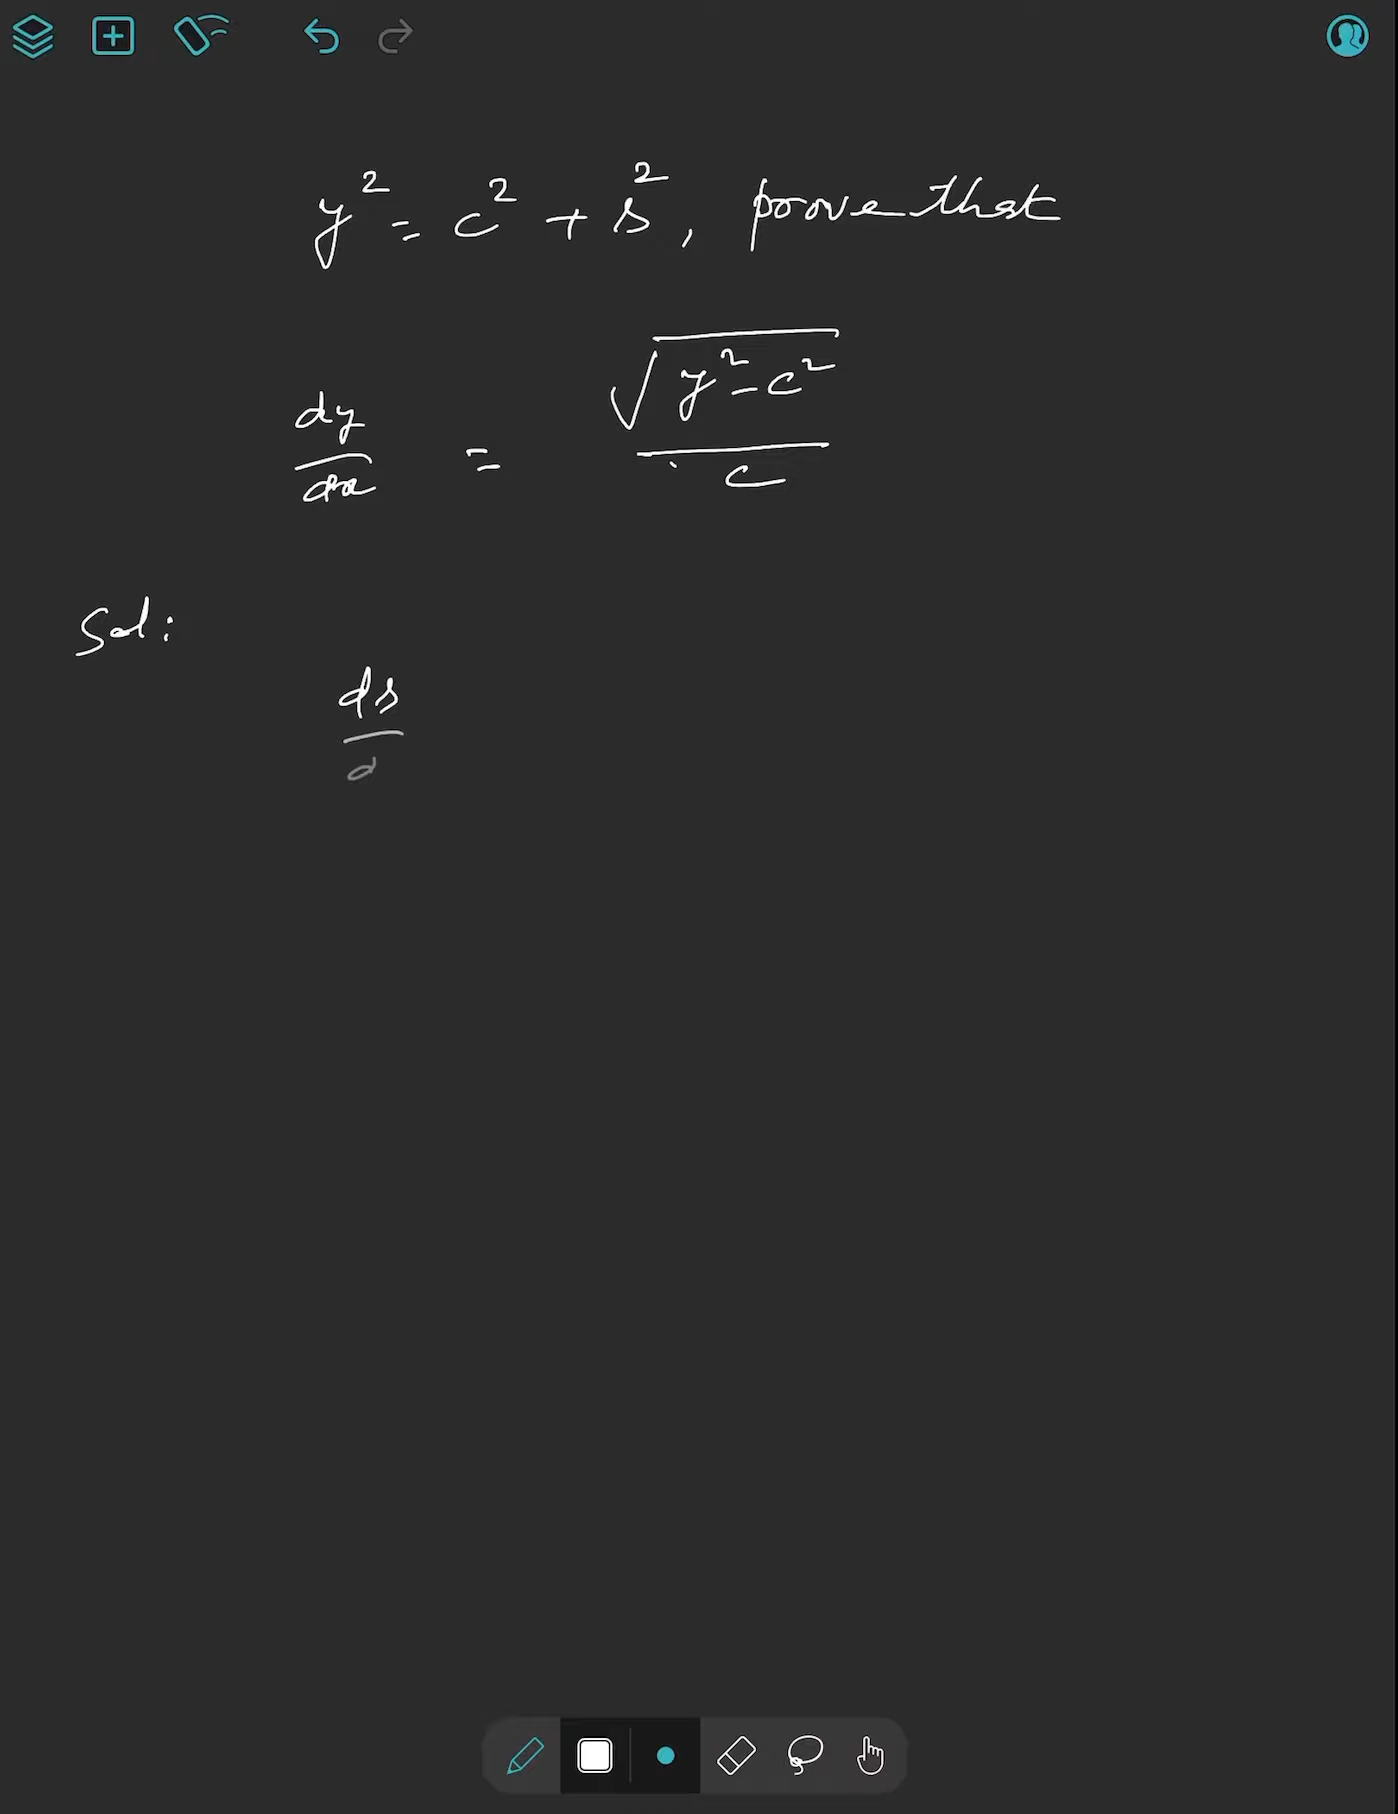 y² = c² + s², prove that
dy/dx = √(y² - c²)/c
Sol:
ds/d